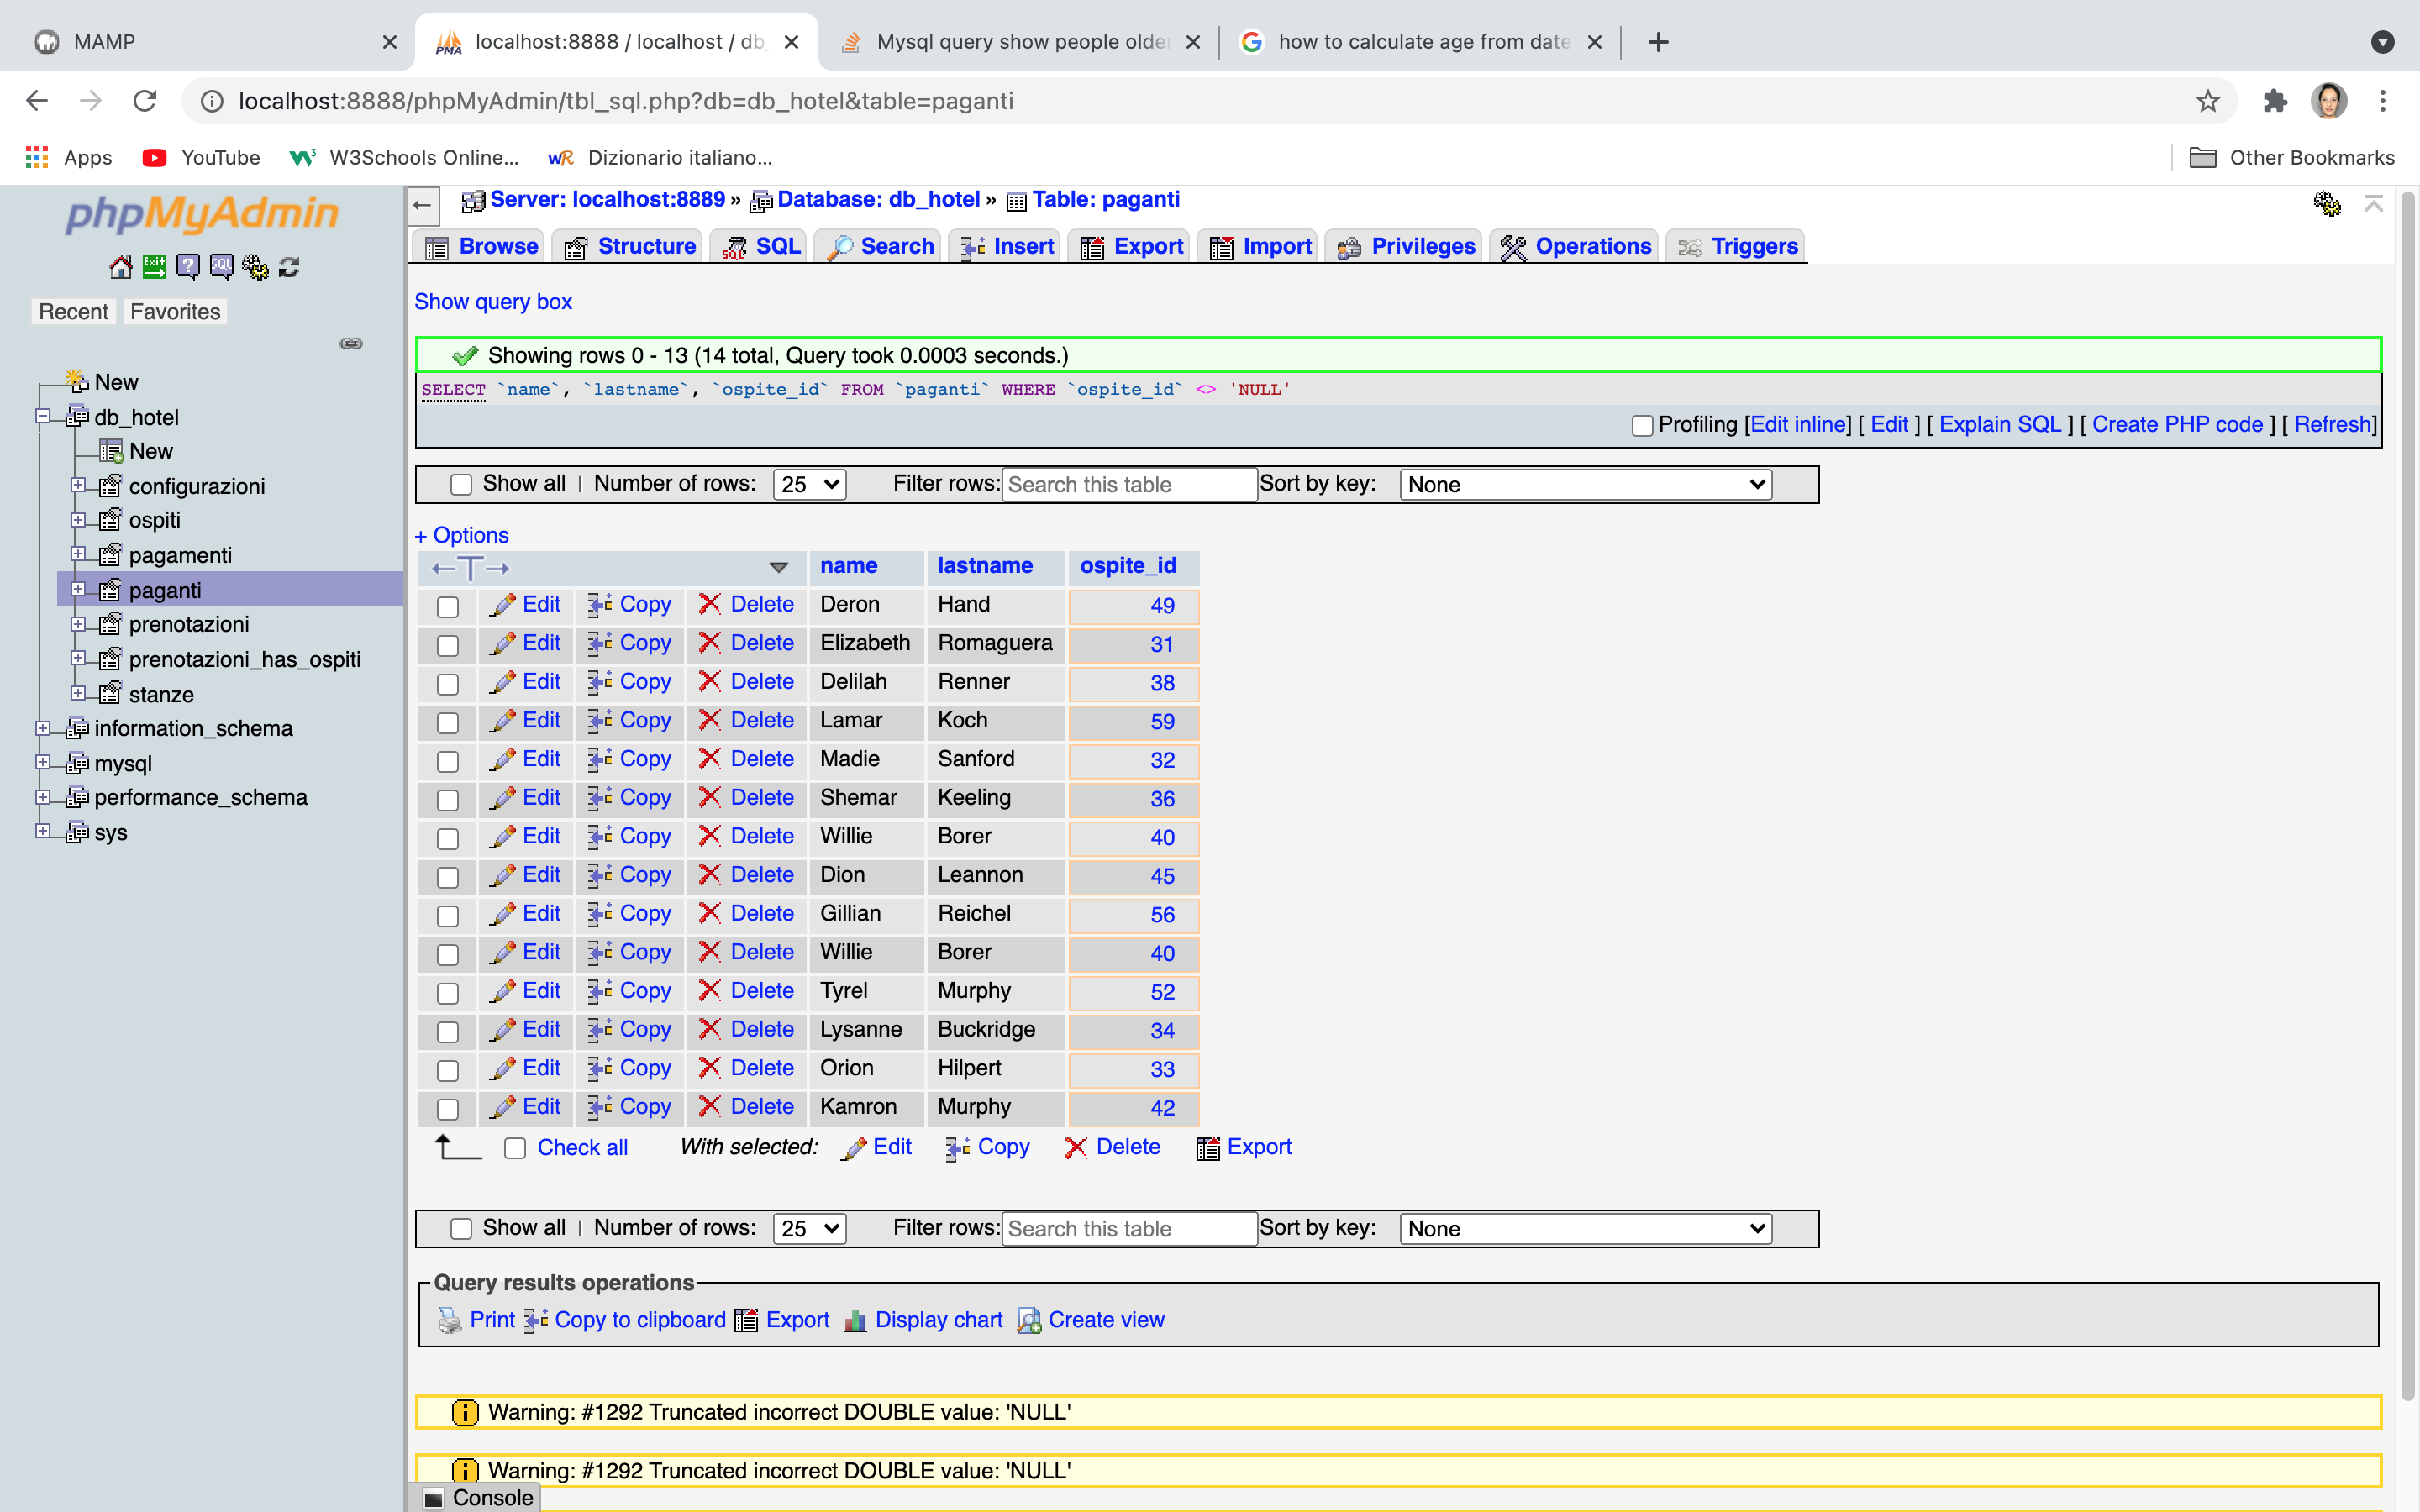 MAMP
localhost:8888 / localhost / db_
Mysql query show people older
how to calculate age from date
localhost:8888/phpMyAdmin/tbl_sql.php?db=db_hotel&table=paganti
Apps YouTube W3Schools Online... Dizionario italiano... Other Bookmarks
phpMyAdmin
Recent Favorites
New
db_hotel
New
configurazioni
ospiti
pagamenti
paganti
prenotazioni
prenotazioni_has_ospiti
stanze
information_schema
mysql
performance_schema
sys
Server: localhost:8889 » Database: db_hotel » Table: paganti
Browse Structure SQL Search Insert Export Import Privileges Operations Triggers
Show query box
Showing rows 0 - 13 (14 total, Query took 0.0003 seconds.)
SELECT `name`, `lastname`, `ospite_id` FROM `paganti` WHERE `ospite_id` <> 'NULL'
Profiling [Edit inline] [ Edit ] [ Explain SQL ] [ Create PHP code ] [ Refresh]
Show all | Number of rows: 25 Filter rows: Search this table Sort by key: None
+ Options
name lastname ospite_id
Edit Copy Delete Deron Hand 49
Edit Copy Delete Elizabeth Romaguera 31
Edit Copy Delete Delilah Renner 38
Edit Copy Delete Lamar Koch 59
Edit Copy Delete Madie Sanford 32
Edit Copy Delete Shemar Keeling 36
Edit Copy Delete Willie Borer 40
Edit Copy Delete Dion Leannon 45
Edit Copy Delete Gillian Reichel 56
Edit Copy Delete Willie Borer 40
Edit Copy Delete Tyrel Murphy 52
Edit Copy Delete Lysanne Buckridge 34
Edit Copy Delete Orion Hilpert 33
Edit Copy Delete Kamron Murphy 42
Check all With selected: Edit Copy Delete Export
Show all | Number of rows: 25 Filter rows: Search this table Sort by key: None
Query results operations
Print Copy to clipboard Export Display chart Create view
Warning: #1292 Truncated incorrect DOUBLE value: 'NULL'
Warning: #1292 Truncated incorrect DOUBLE value: 'NULL'
Console